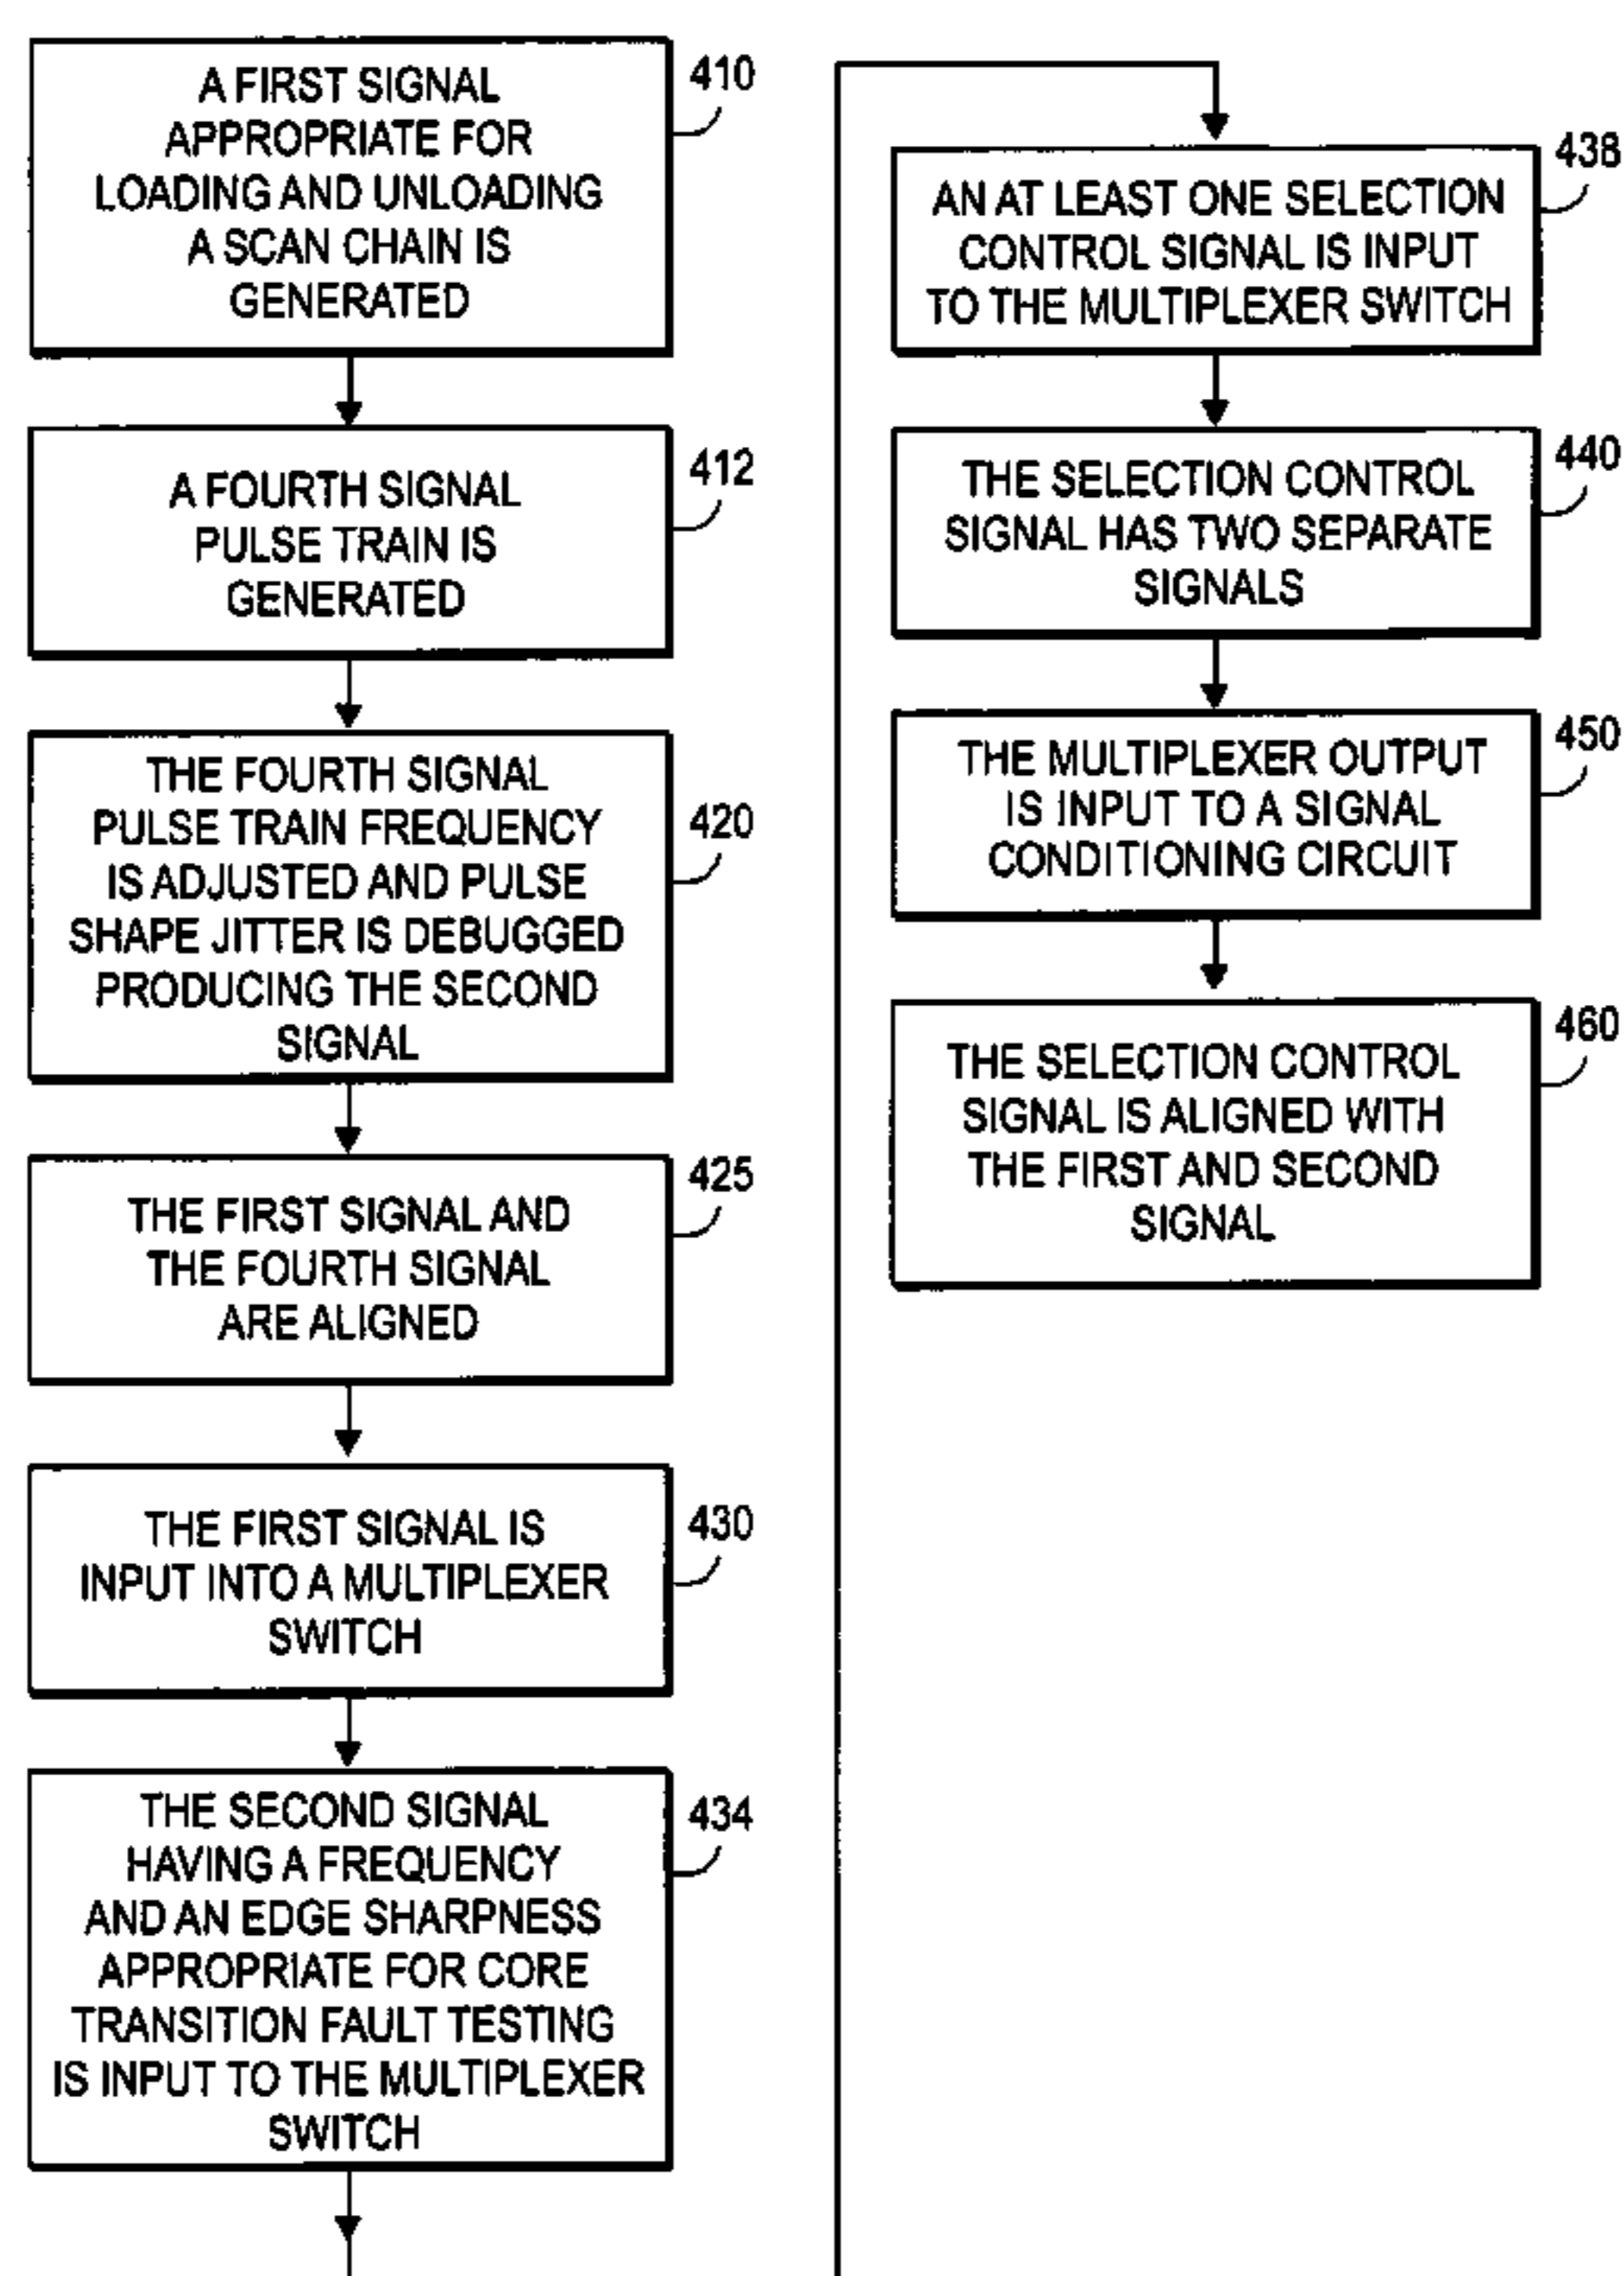 A FIRST SIGNAL
APPROPRIATE FOR
LOADING AND UNLOADING
A SCAN CHAIN IS
GENERATED
410
A FOURTH SIGNAL
PULSE TRAIN IS
GENERATED
412
THE FOURTH SIGNAL
PULSE TRAIN FREQUENCY
IS ADJUSTED AND PULSE
SHAPE JITTER IS DEBUGGED
PRODUCING THE SECOND
SIGNAL
420
THE FIRST SIGNAL AND
THE FOURTH SIGNAL
ARE ALIGNED
425
THE FIRST SIGNAL IS
INPUT INTO A MULTIPLEXER
SWITCH
430
THE SECOND SIGNAL
HAVING A FREQUENCY
AND AN EDGE SHARPNESS
APPROPRIATE FOR CORE
TRANSITION FAULT TESTING
IS INPUT TO THE MULTIPLEXER
SWITCH
434
AN AT LEAST ONE SELECTION
CONTROL SIGNAL IS INPUT
TO THE MULTIPLEXER SWITCH
438
THE SELECTION CONTROL
SIGNAL HAS TWO SEPARATE
SIGNALS
440
THE MULTIPLEXER OUTPUT
IS INPUT TO A SIGNAL
CONDITIONING CIRCUIT
450
THE SELECTION CONTROL
SIGNAL IS ALIGNED WITH
THE FIRST AND SECOND
SIGNAL
460